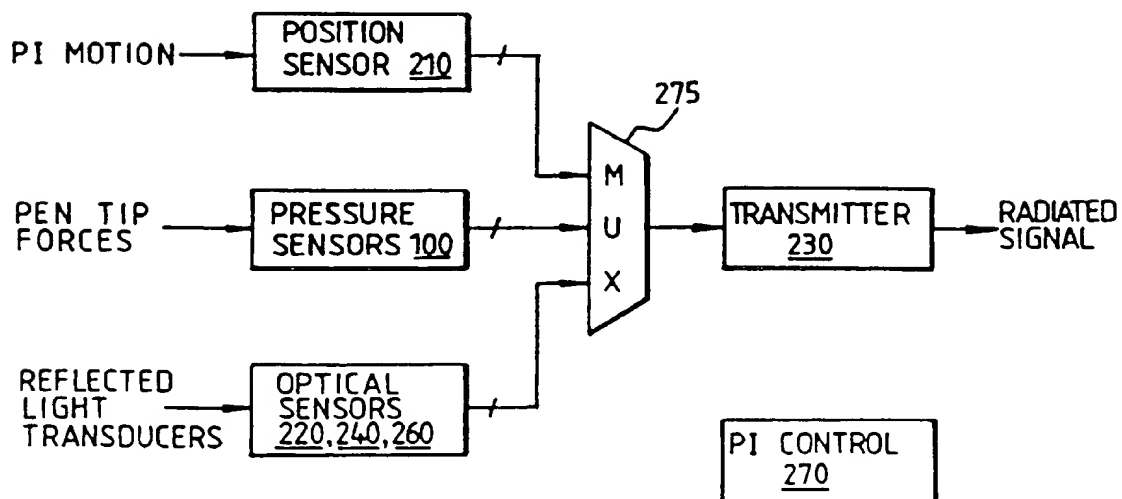 PI MOTION
POSITION
SENSOR 210
275
PEN TIP
FORCES
PRESSURE
SENSORS 100
M
U
X
TRANSMITTER
230
RADIATED
SIGNAL
REFLECTED
LIGHT
TRANSDUCERS
OPTICAL
SENSORS
220, 240, 260
PI CONTROL
270